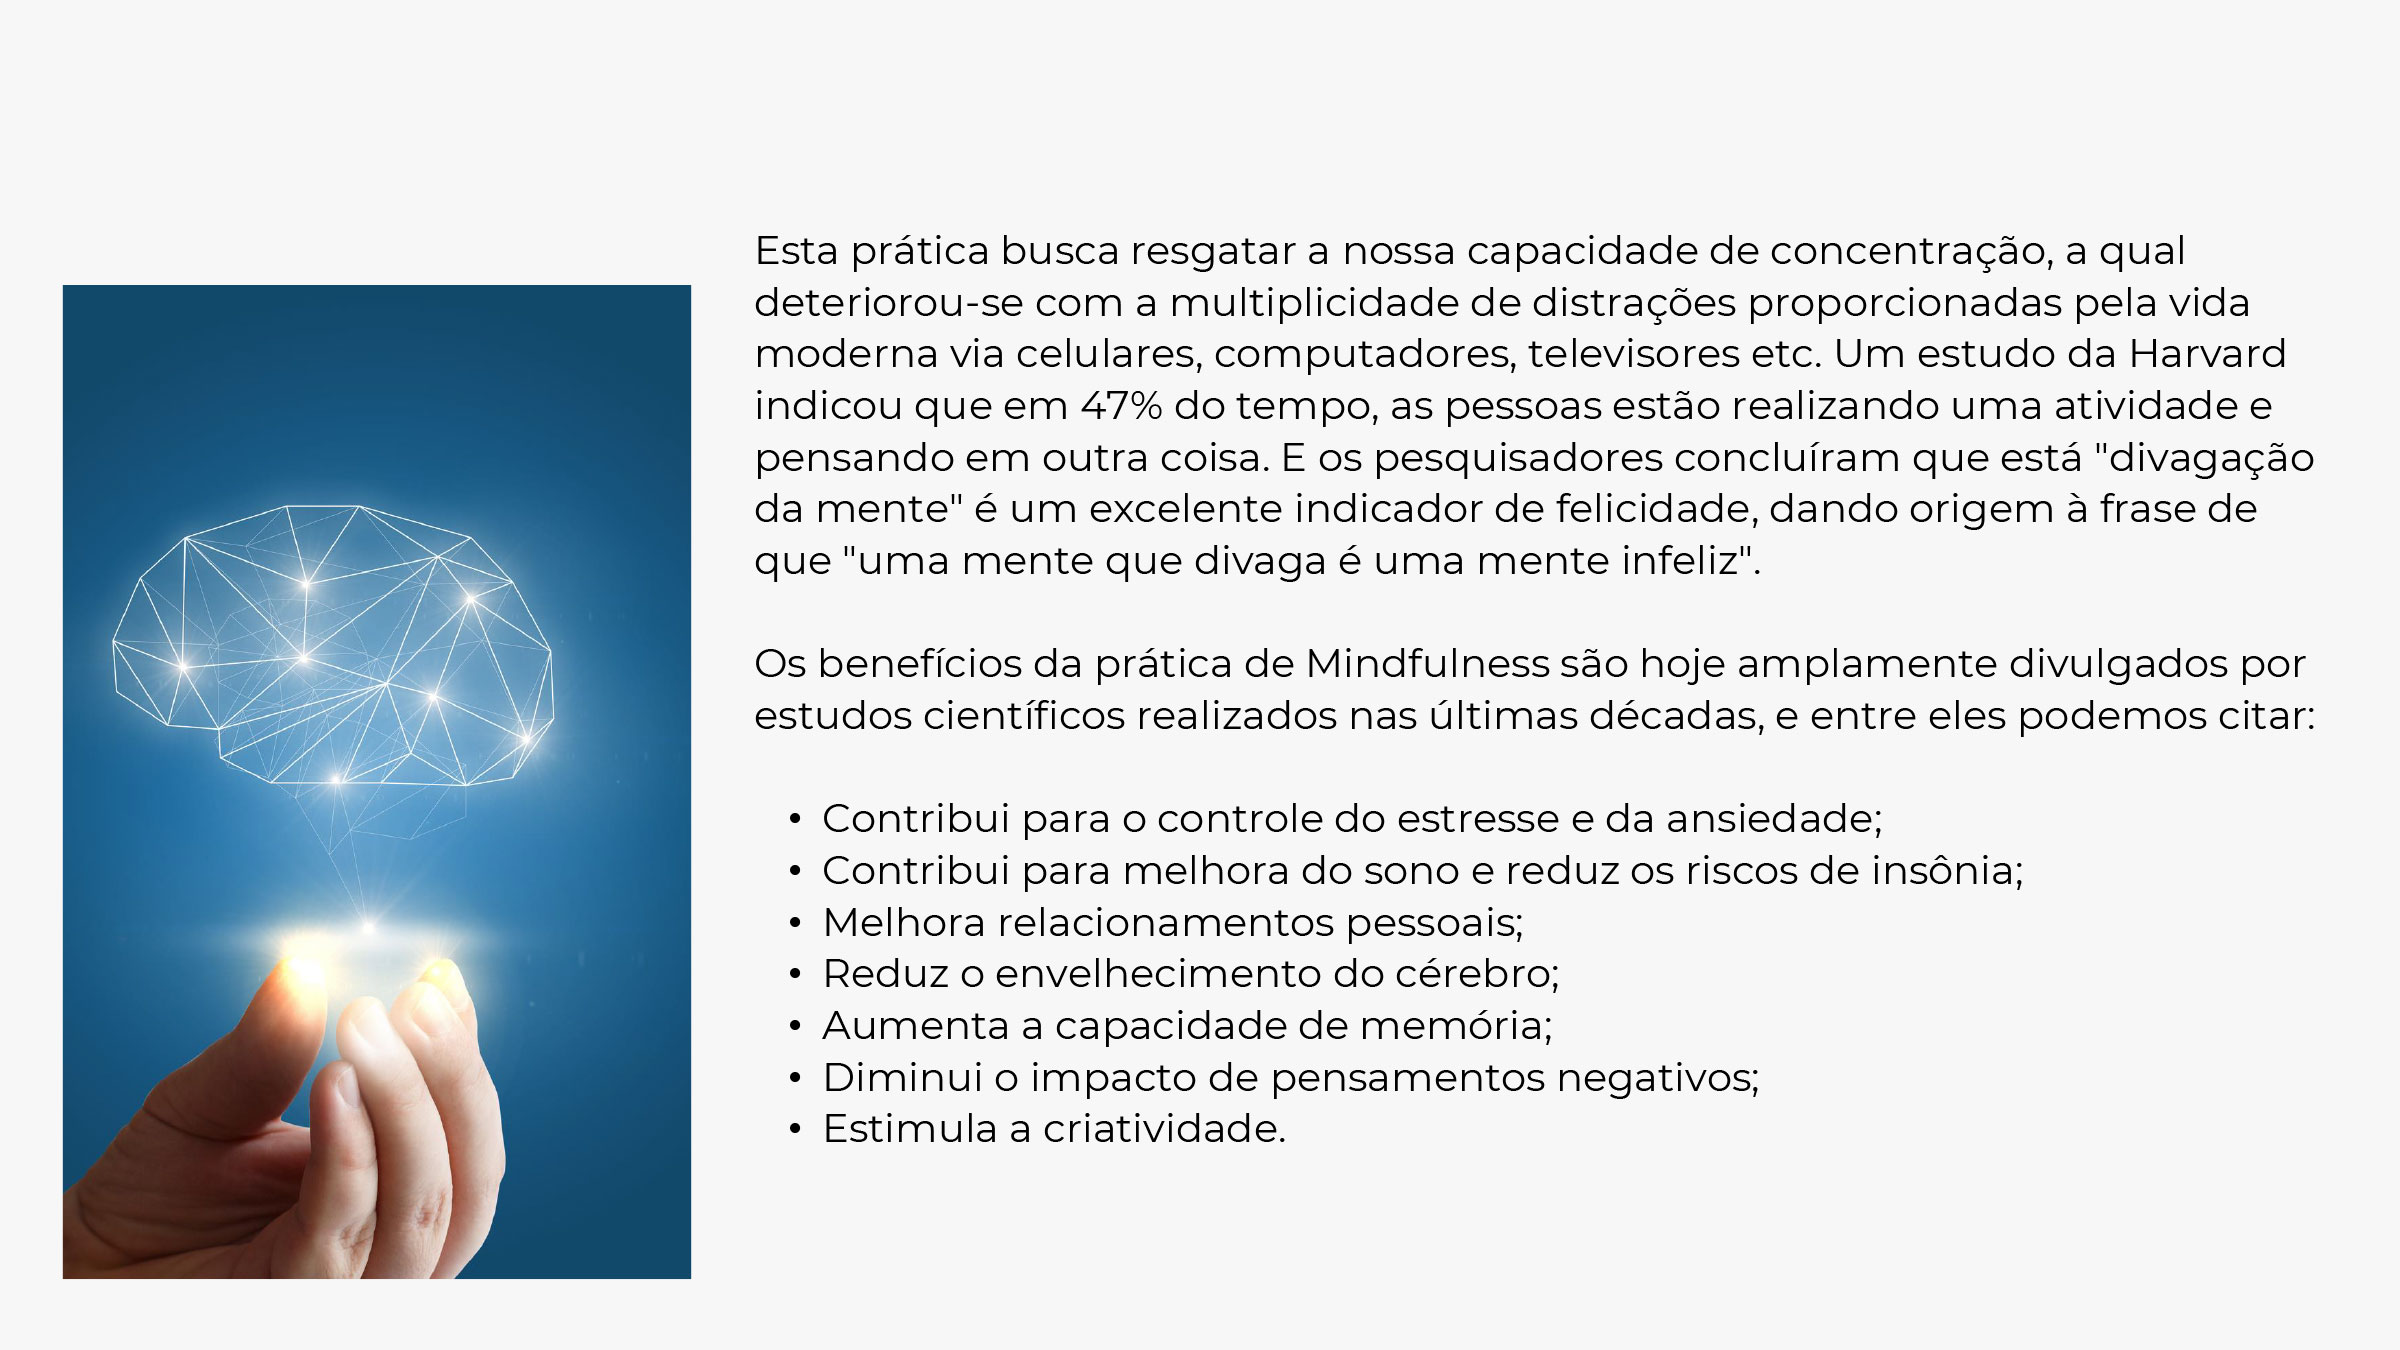 Esta prática busca resgatar a nossa capacidade de concentração, a qual
deteriorou-se com a multiplicidade de distrações proporcionadas pela vida
moderna via celulares, computadores, televisores etc. Um estudo da Harvard
indicou que em 47% do tempo, as pessoas estão realizando uma atividade e
pensando em outra coisa. E os pesquisadores concluíram que está "divagação
da mente" é um excelente indicador de felicidade, dando origem à frase de
que "uma mente que divaga é uma mente infeliz".
Os benefícios da prática de Mindfulness são hoje amplamente divulgados por
estudos científicos realizados nas últimas décadas, e entre eles podemos citar:
• Contribui para o controle do estresse e da ansiedade;
• Contribui para melhora do sono e reduz os riscos de insônia;
• Melhora relacionamentos pessoais;
• Reduz o envelhecimento do cérebro;
• Aumenta a capacidade de memória;
• Diminui o impacto de pensamentos negativos;
• Estimula a criatividade.